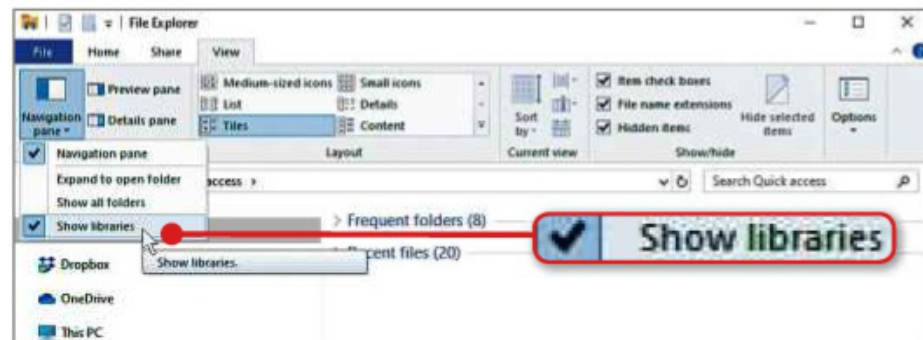 File Explorer
File Home Share View
Navigation pane
Preview pane
Details pane
Medium-sized icons Small icons
List Details
Tiles Content
Layout
Sort by
Current view
Item check boxes
File name extensions
Hidden items
Hide selected items
Show/hide
Options
Navigation pane
Expand to open folder
Show all folders
Show libraries
access
Search Quick access
Frequent folders (8)
Show libraries
cent files (20)
Show libraries.
Dropbox
OneDrive
This PC